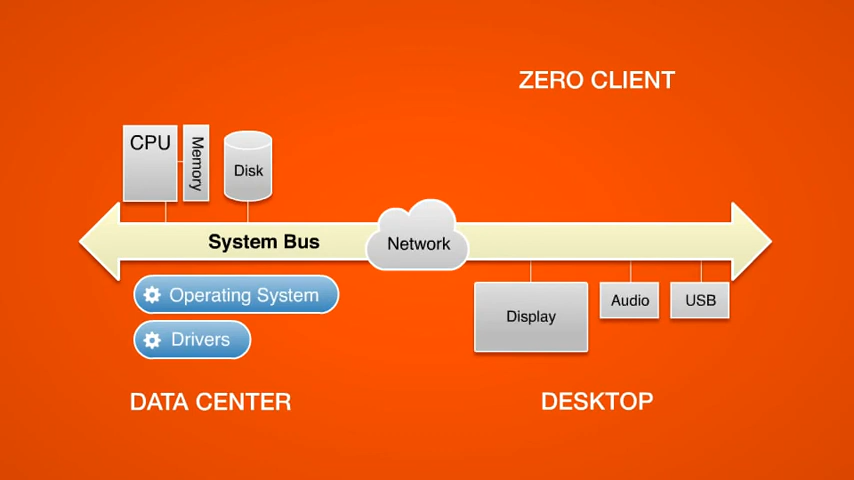 ZERO CLIENT
CPU
Memory
Disk
System Bus
Network
Operating System
Drivers
Display
Audio
USB
DATA CENTER
DESKTOP